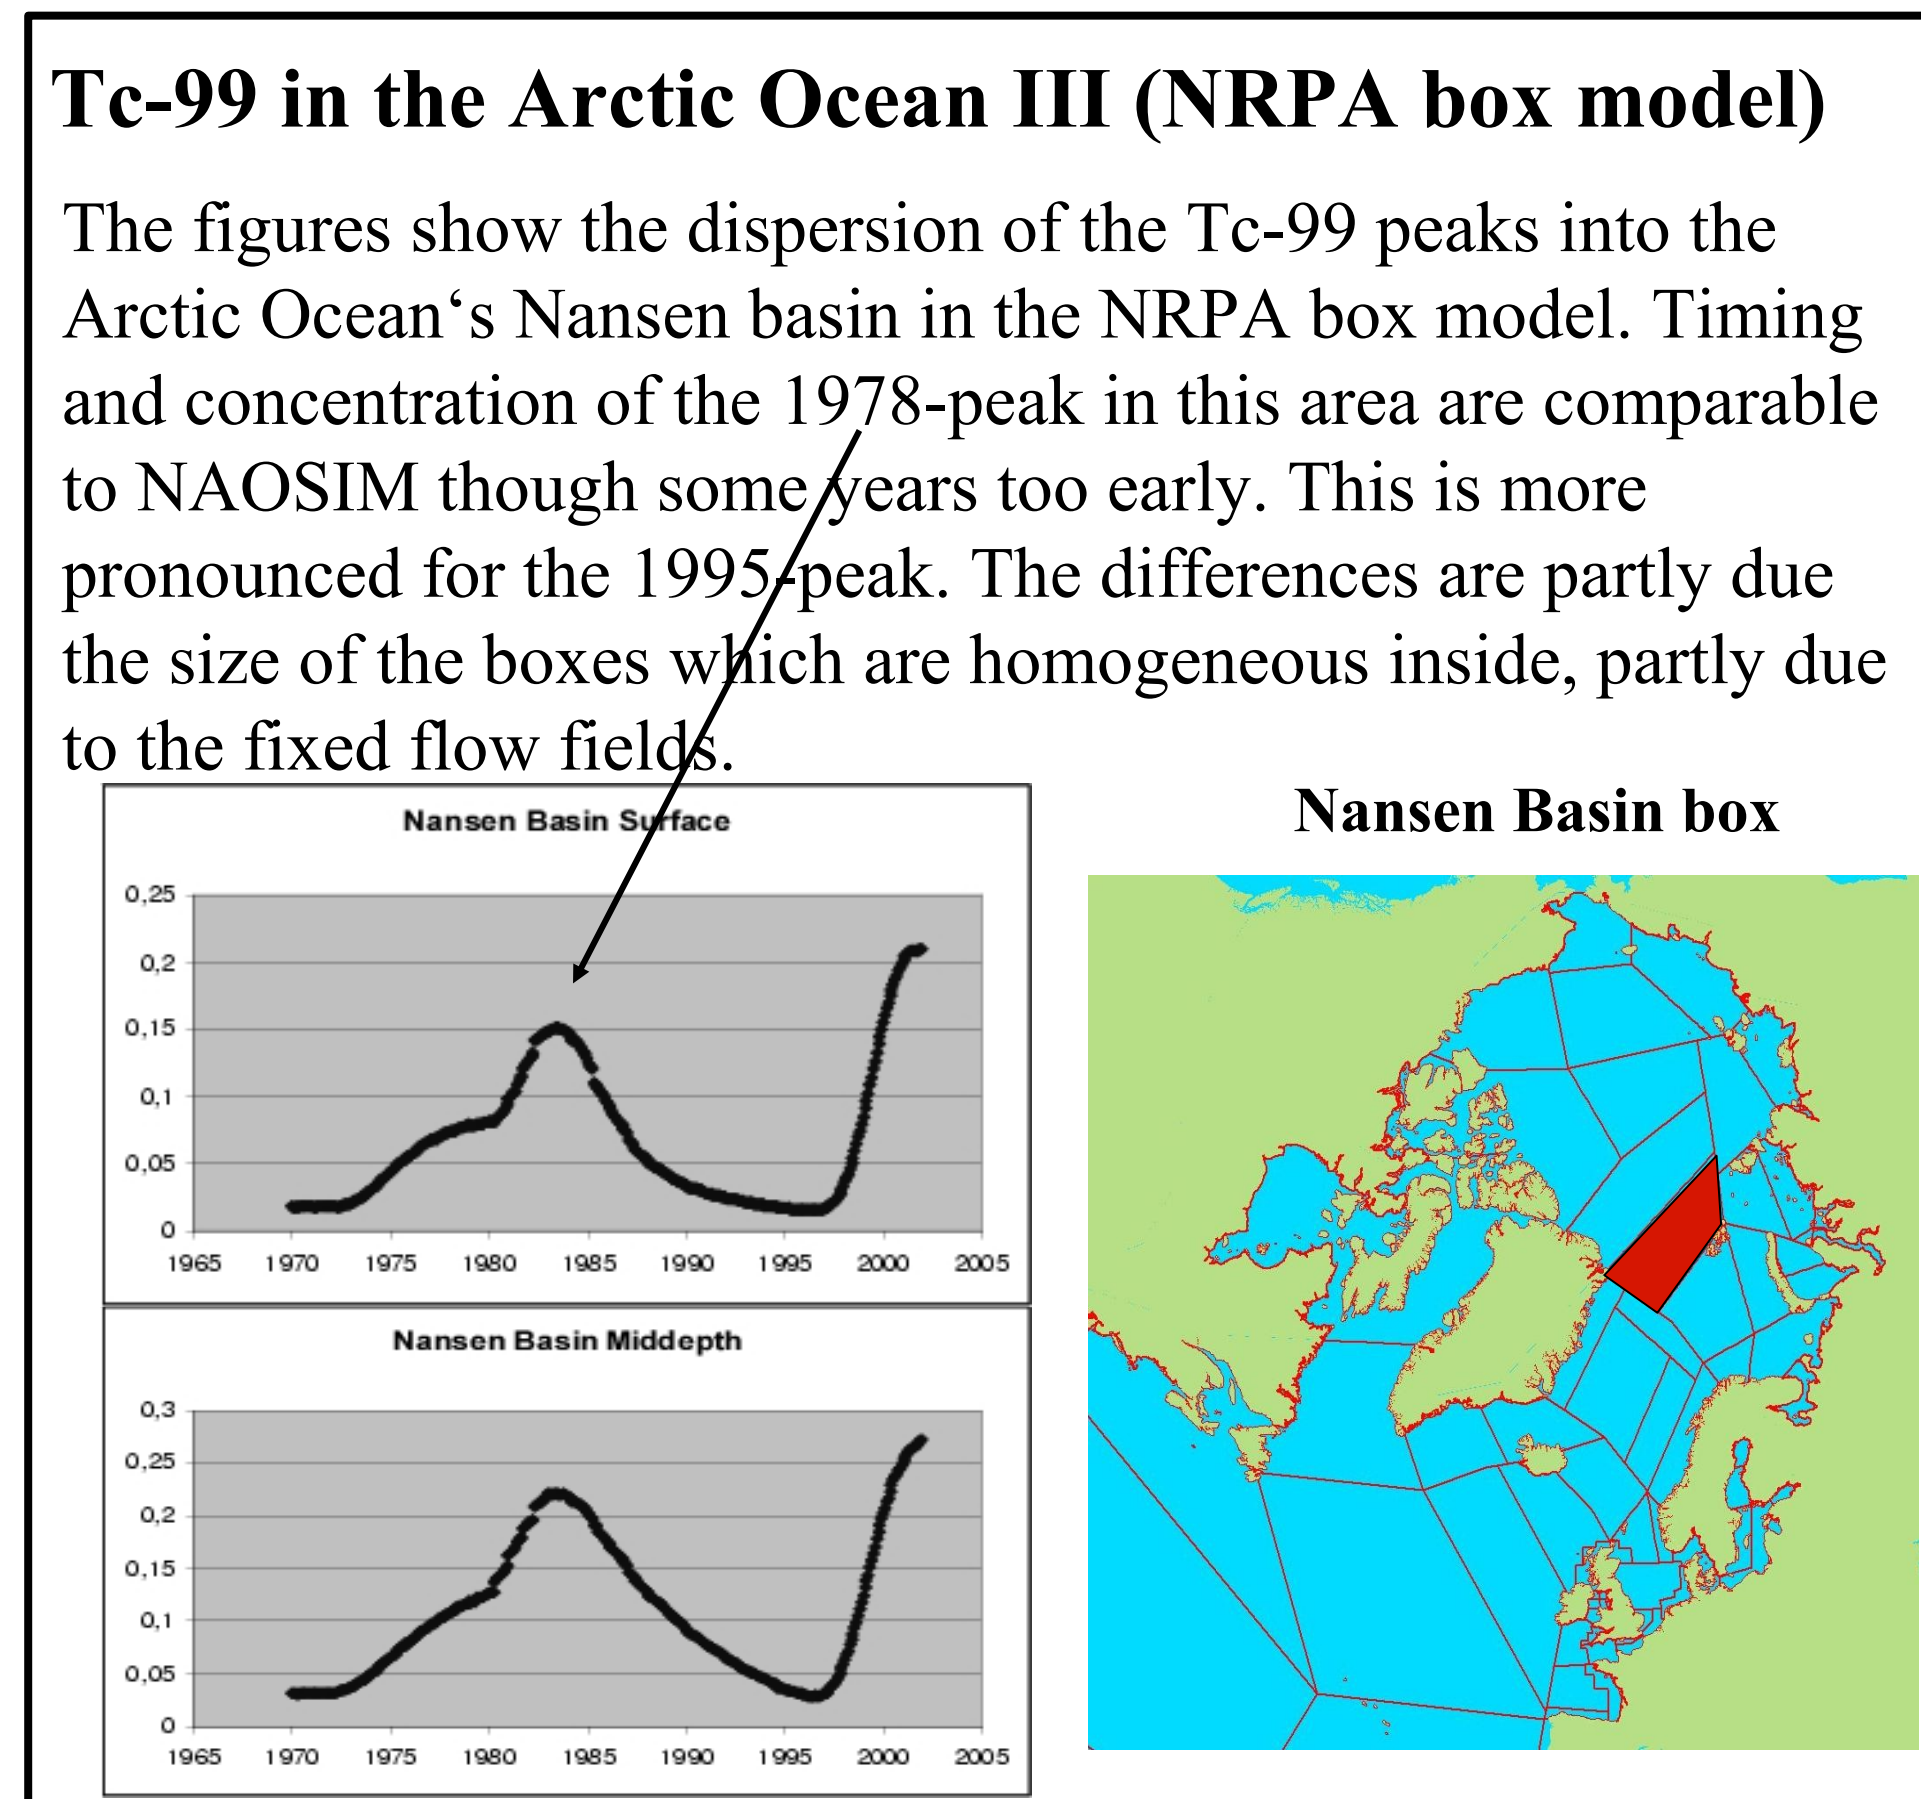 Tc-99 in the Arctic Ocean III (NRPA box model)
The figures show the dispersion of the Tc-99 peaks into the
Arctic Ocean‘s Nansen basin in the NRPA box model. Timing
and concentration of the 1978-peak in this area are comparable
to NAOSIM though some years too early. This is more
pronounced for the 1995-peak. The differences are partly due
the size of the boxes which are homogeneous inside, partly due
to the fixed flow fields.
Nansen Basin Surface
0,25
0,2
0,15
0,1
0,05
0
1965 1970 1975 1980 1985 1990 1995 2000 2005
Nansen Basin Middepth
0,3
0,25
0,2
0,15
0,1
0,05
0
1965 1970 1975 1980 1985 1990 1995 2000 2005
Nansen Basin box